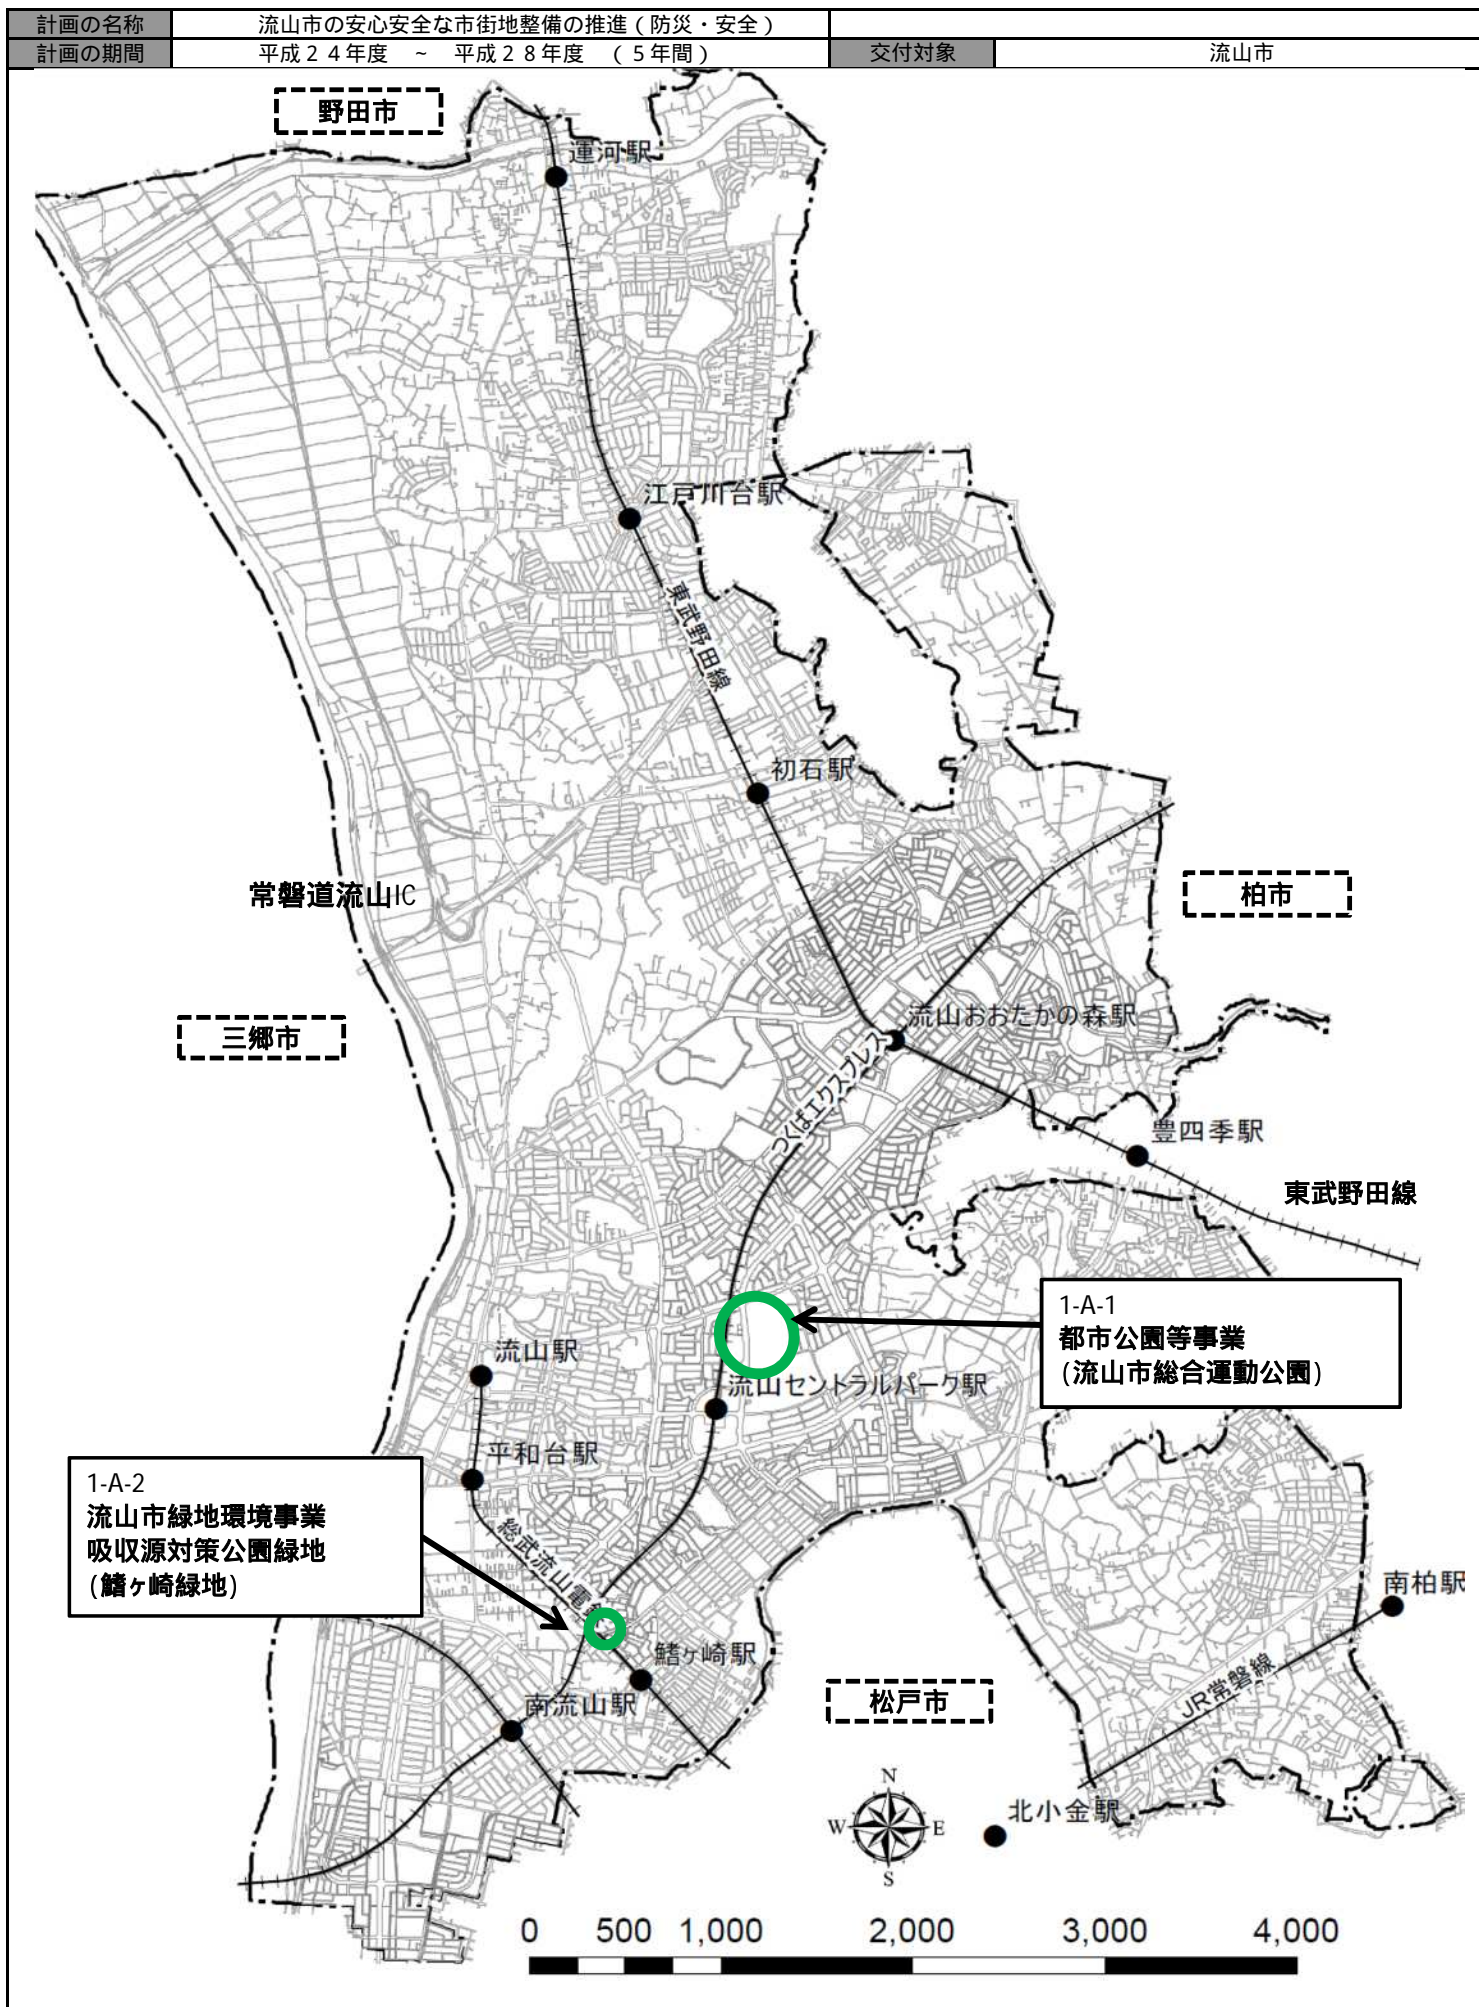 計画の名称 流山市の安心安全な市街地整備の推進（防災・安全）
計画の期間 平成２４年度 ～ 平成２８年度 （５年間） 交付対象 流山市
野田市
運河駅
江戸川台駅
東武野田線
初石駅
常磐道流山IC
柏市
流山おおたかの森駅
三郷市
つくばエクスプレス
豊四季駅
東武野田線
1-A-1
都市公園等事業
(流山市総合運動公園)
流山駅
流山セントラルパーク駅
平和台駅
1-A-2
流山市緑地環境事業
吸収源対策公園緑地
(鰭ヶ崎緑地)
総武流山電鉄
南柏駅
鰭ヶ崎駅
JR常磐線
松戸市
南流山駅
N
W E
S
北小金駅
0 500 1,000 2,000 3,000 4,000